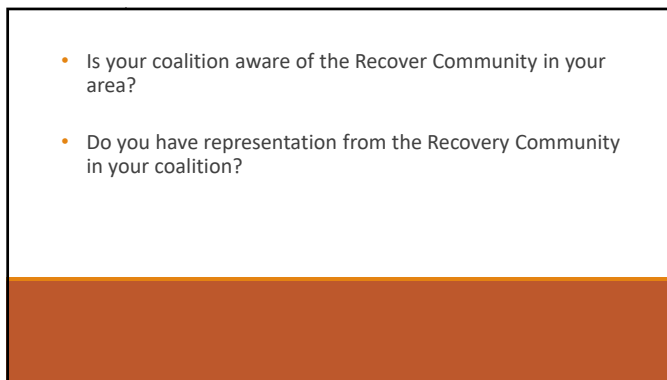 • Is your coalition aware of the Recover Community in your
area?
• Do you have representation from the Recovery Community
in your coalition?